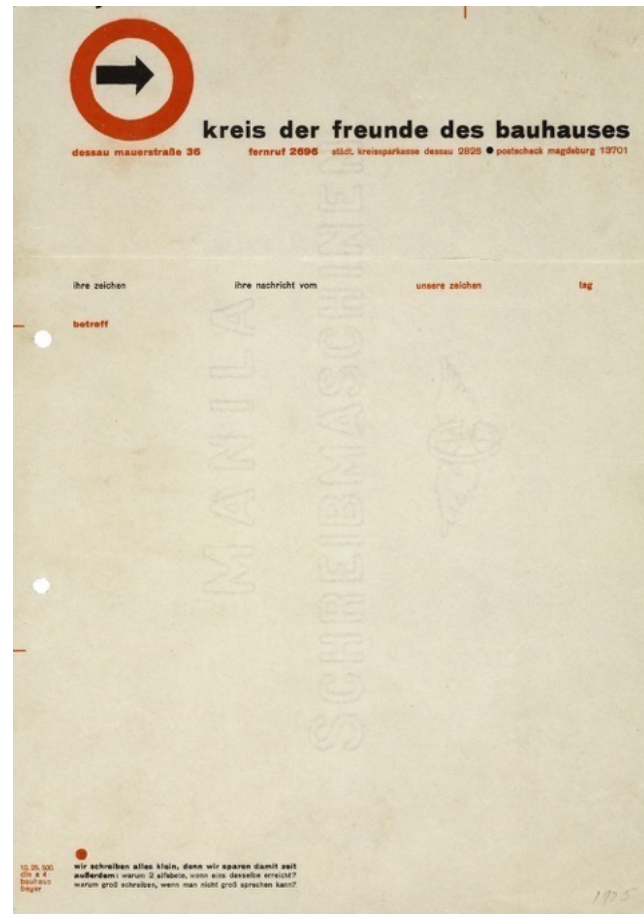 kreis der freunde des bauhauses
dessau mauerstraße 36 fernruf 2696 städt. kreissparkasse dessau 2826 ● postscheck magdeburg 13701
ihre zeichen ihre nachricht vom unsere zeichen tag
betreff
MANILA
SCHREIBMASCHINEN
wir schreiben alles klein, denn wir sparen damit zeit
außerdem: warum 2 alfabete, wenn eins dasselbe erreicht?
warum groß schreiben, wenn man nicht groß sprechen kann?
10. 25. 500
din a 4
bauhaus
bayer
1925